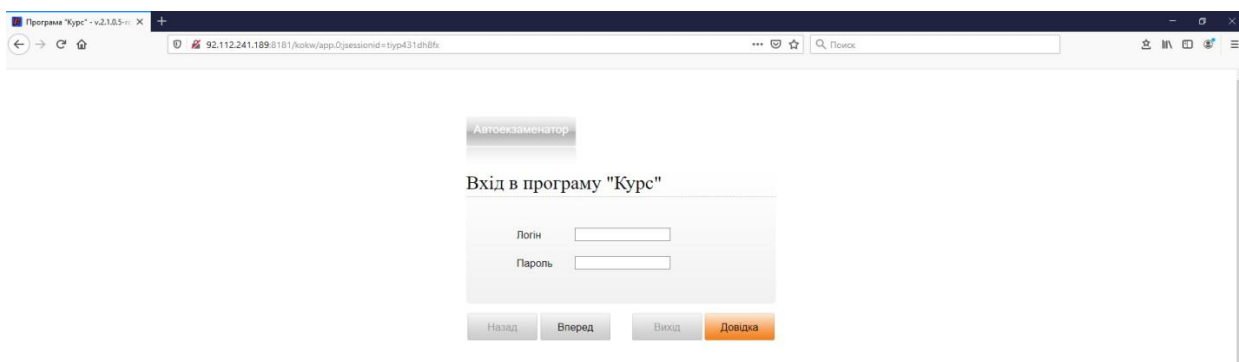 Програма "Курс" - v.2.1.0.5-rc
92.112.241.189:8181/kokw/app.0;jsessionid=tiyp431dh8fx
Поиск
Автоекзаменатор
Вхід в програму "Курс"
Логін
Пароль
Назад Вперед Вихід Довідка